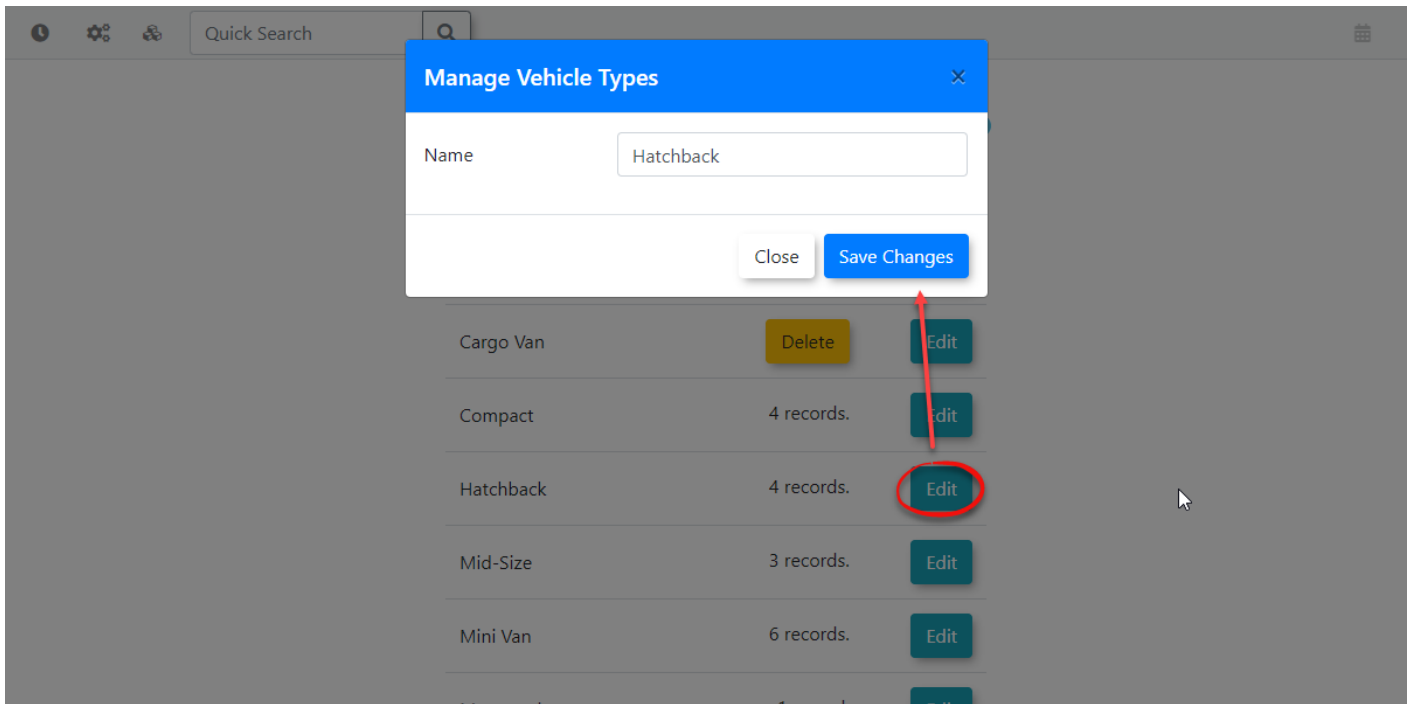 Quick Search
Manage Vehicle Types ×
Name Hatchback
Close Save Changes
Cargo Van Delete Edit
Compact 4 records. Edit
Hatchback 4 records. Edit
Mid-Size 3 records. Edit
Mini Van 6 records. Edit